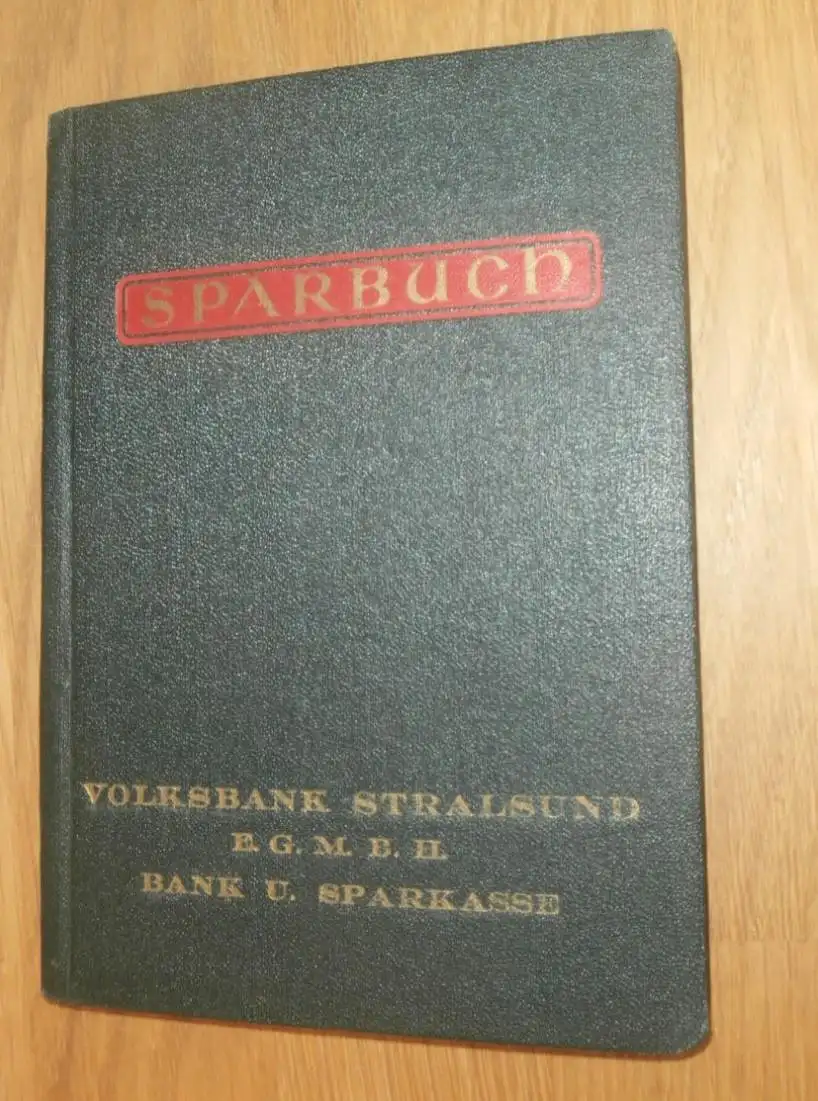 SPARBUCH
VOLKSBANK STRALSUND
E. G. M. B. H.
BANK U. SPARKASSE